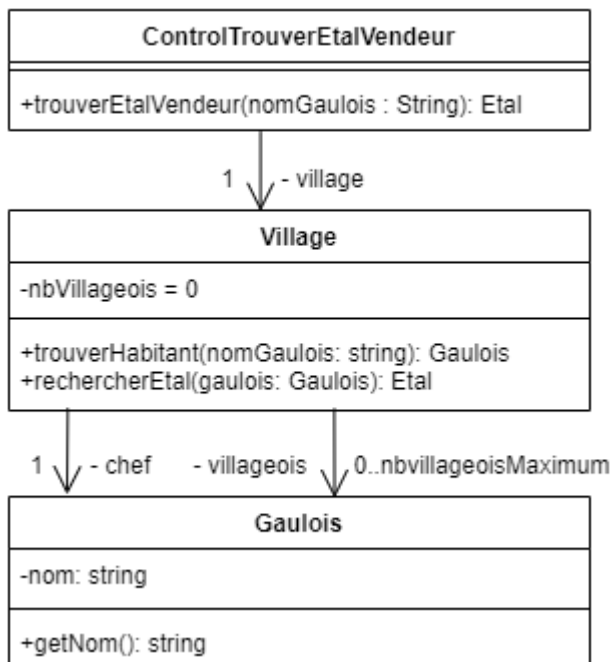 ControlTrouverEtalVendeur
+trouverEtalVendeur(nomGaulois : String): Etal
1 - village
Village
-nbVillageois = 0
+trouverHabitant(nomGaulois: string): Gaulois
+rechercherEtal(gaulois: Gaulois): Etal
1 - chef - villageois 0..nbvillageoisMaximum
Gaulois
-nom: string
+getNom(): string